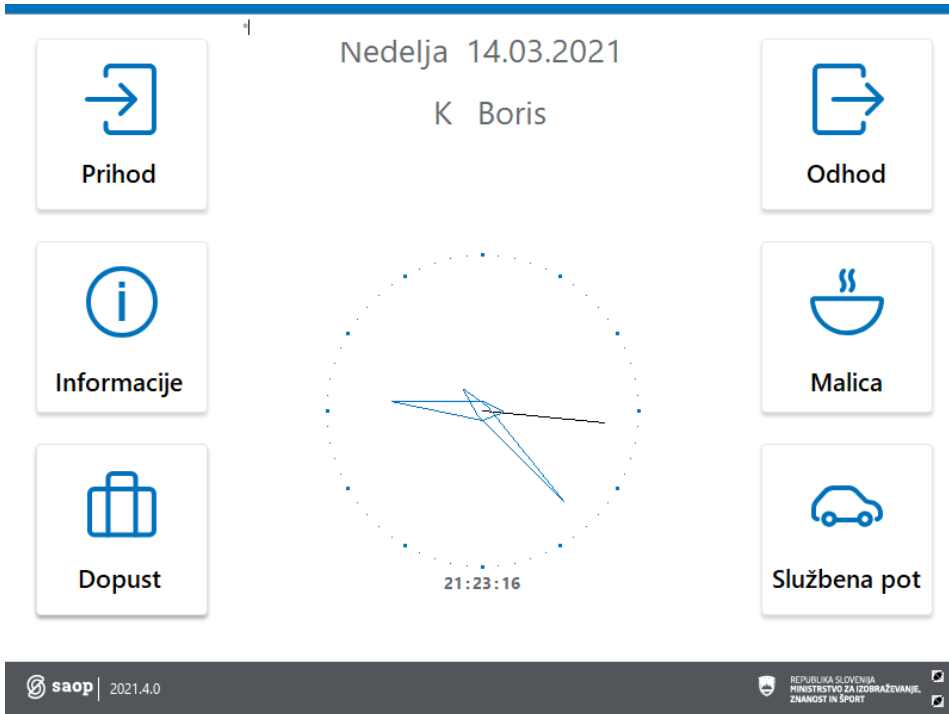 *
Nedelja 14.03.2021
K Boris
Prihod
Odhod
i
Informacije
Malica
Dopust
21:23:16
Službena pot
saop 2021.4.0
REPUBLIKA SLOVENIJA
MINISTRSTVO ZA IZOBRAŽEVANJE,
ZNANOST IN ŠPORT